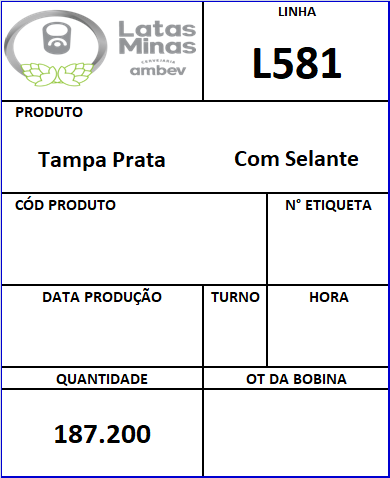 Latas
Minas
CERVEJARIA
ambev
LINHA
L581
PRODUTO
Tampa Prata Com Selante
CÓD PRODUTO N° ETIQUETA
DATA PRODUÇÃO TURNO HORA
QUANTIDADE OT DA BOBINA
187.200